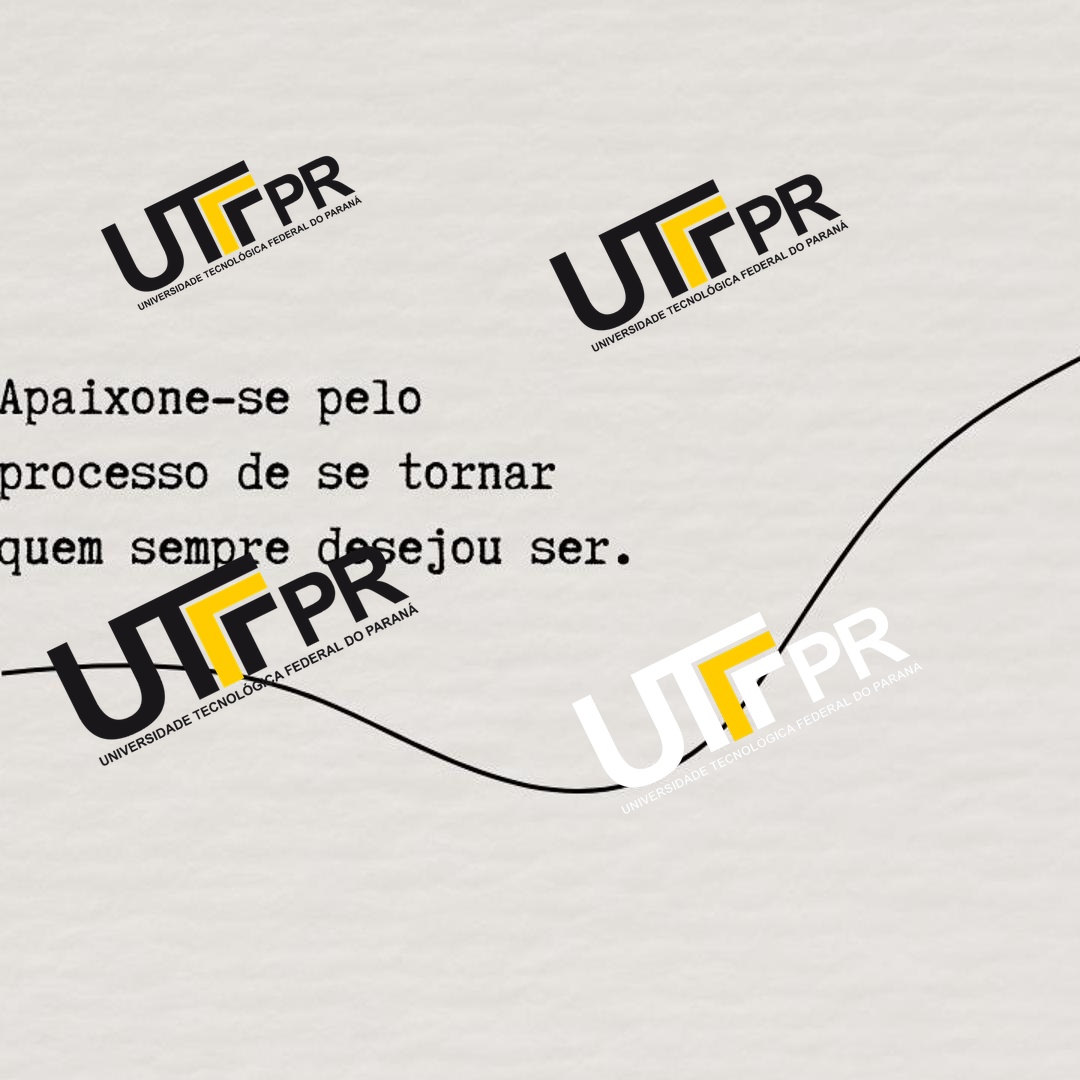 UTFPR
UNIVERSIDADE TECNOLÓGICA FEDERAL DO PARANÁ
UTFPR
UNIVERSIDADE TECNOLÓGICA FEDERAL DO PARANÁ
Apaixone-se pelo
processo de se tornar
quem sempre desejou ser.
UTFPR
UNIVERSIDADE TECNOLÓGICA FEDERAL DO PARANÁ
UTFPR
UNIVERSIDADE TECNOLÓGICA FEDERAL DO PARANÁ